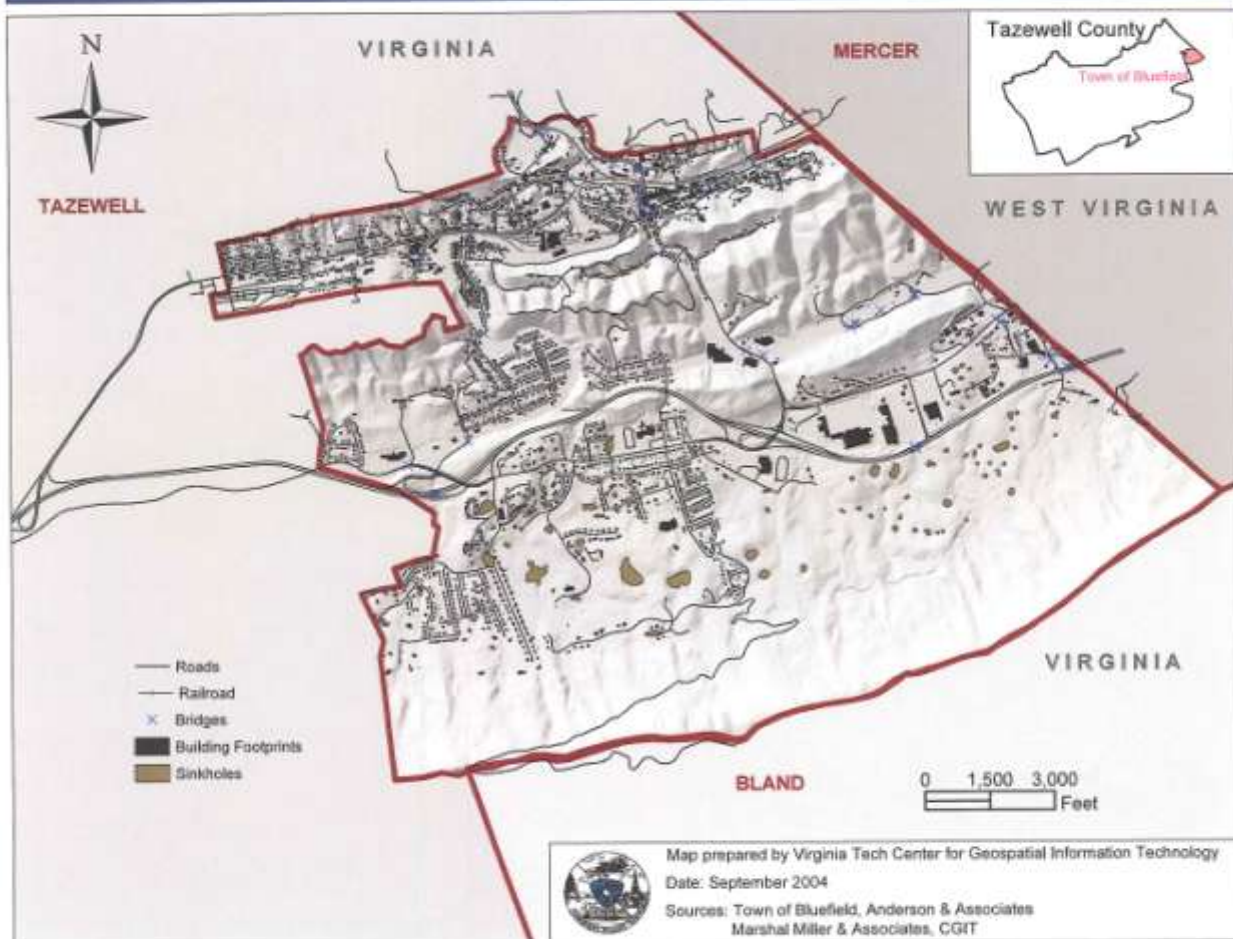 N
VIRGINIA
MERCER
Tazewell County
Town of Bluefield
TAZEWELL
WEST VIRGINIA
Roads
Railroad
Bridges
Building Footprints
Sinkholes
VIRGINIA
BLAND
0 1,500 3,000
Feet
Map prepared by Virginia Tech Center for Geospatial Information Technology
Date: September 2004
Sources: Town of Bluefield, Anderson & Associates
Marshal Miller & Associates, CGIT